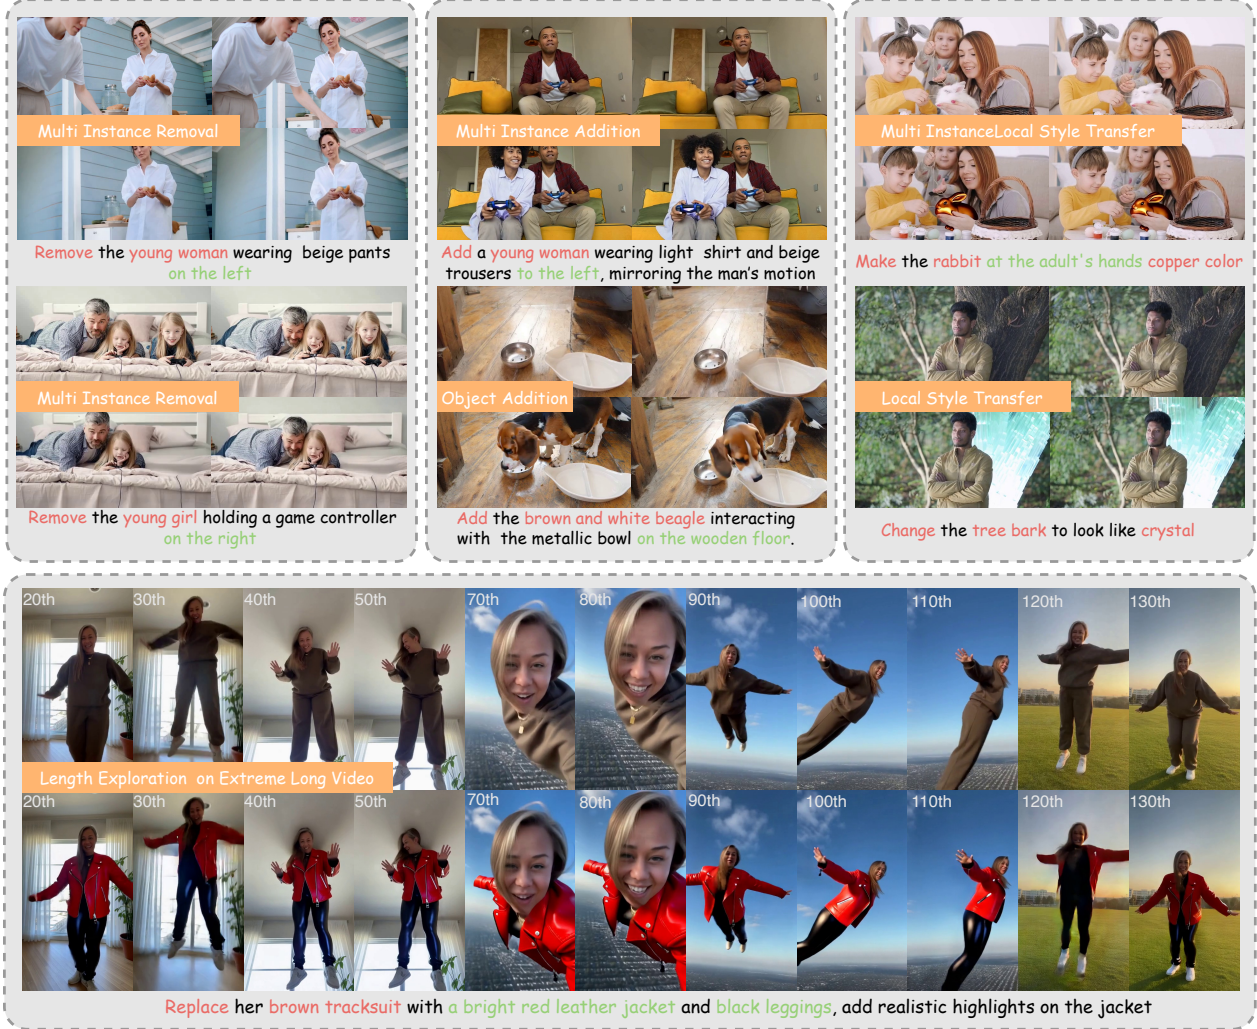 Multi Instance Removal
Remove the young woman wearing beige pants
on the left
Multi Instance Removal
Remove the young girl holding a game controller
on the right
Multi Instance Addition
Add a young woman wearing light shirt and beige
trousers to the left, mirroring the man's motion
Object Addition
Add the brown and white beagle interacting
with the metallic bowl on the wooden floor.
Multi InstanceLocal Style Transfer
Make the rabbit at the adult's hands copper color
Local Style Transfer
Change the tree bark to look like crystal
20th 30th 40th 50th 70th 80th 90th 100th 110th 120th 130th
Length Exploration on Extreme Long Video
20th 30th 40th 50th 70th 80th 90th 100th 110th 120th 130th
Replace her brown tracksuit with a bright red leather jacket and black leggings, add realistic highlights on the jacket